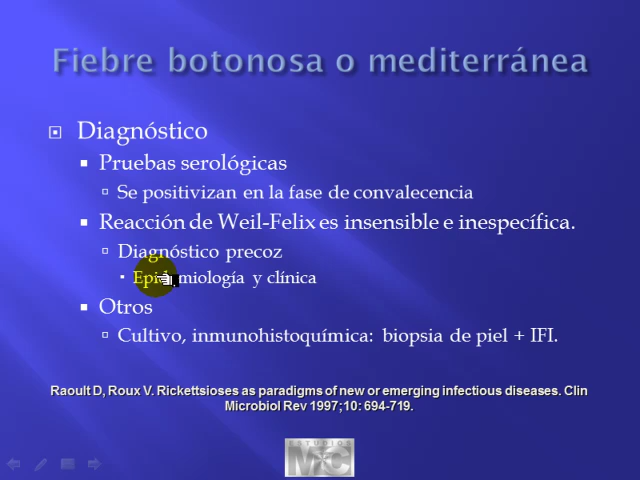 Fiebre botonosa o mediterránea
Diagnóstico
Pruebas serológicas
Se positivizan en la fase de convalecencia
Reacción de Weil-Felix es insensible e inespecífica.
Diagnóstico precoz
Epidemiología y clínica
Otros
Cultivo, inmunohistoquímica: biopsia de piel + IFI.
Raoult D, Roux V. Rickettsioses as paradigms of new or emerging infectious diseases. Clin
Microbiol Rev 1997;10: 694-719.
ESTUDIOS
MC